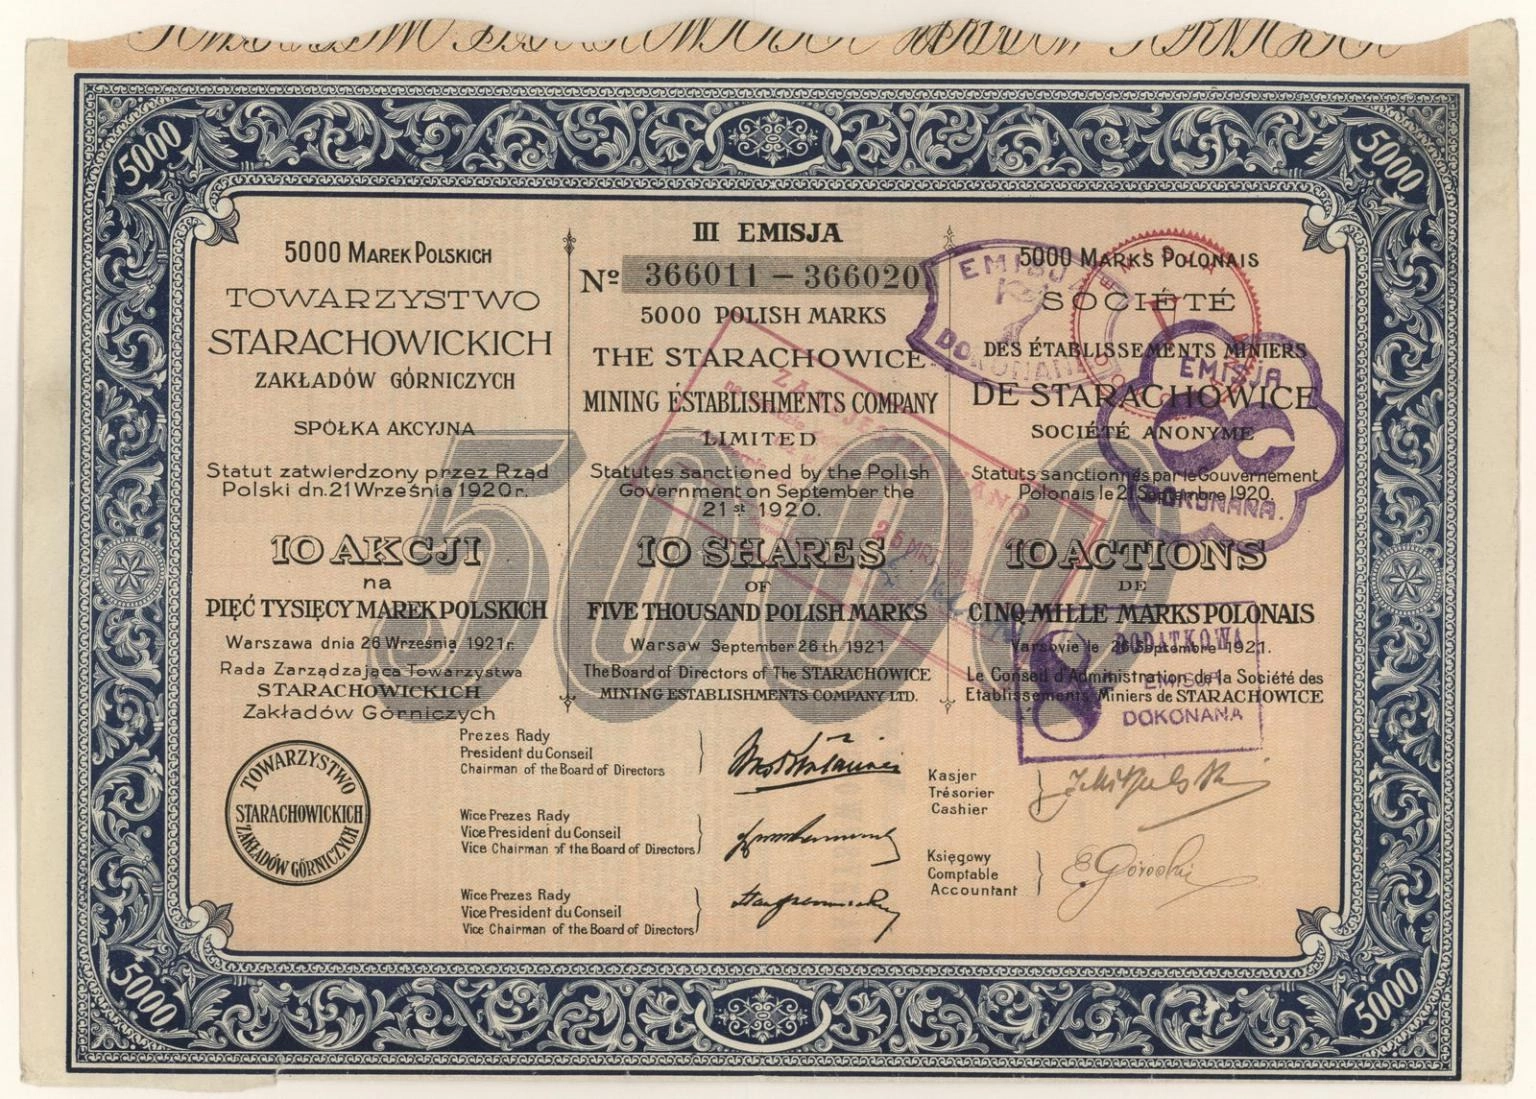 5000
5000
III EMISJA
No 366011 – 366020
5000 MAREK POLSKICH
TOWARZYSTWO
STARACHOWICKICH
ZAKŁADÓW GÓRNICZYCH
SPÓŁKA AKCYJNA
Statut zatwierdzony przez Rząd
Polski dn. 21 Września 1920 r.
10 AKCJI
na
PIĘĆ TYSIĘCY MAREK POLSKICH
Warszawa dnia 26 Września 1921 r.
Rada Zarządzająca Towarzystwa
STARACHOWICKICH
Zakładów Górniczych
5000 POLISH MARKS
THE STARACHOWICE
MINING ÉSTABLISHMENTS COMPANY
LIMITED
Statutes sanctioned by the Polish
Government on September the
21st 1920.
10 SHARES
OF
FIVE THOUSAND POLISH MARKS
Warsaw September 26th 1921
The Board of Directors of The STARACHOWICE
MINING ESTABLISHMENTS COMPANY LTD.
5000 MARKS POLONAIS
SOCIÉTÉ
DES ÉTABLISSEMENTS MINIERS
DE STARACHOWICE
SOCIÉTÉ ANONYME
Statuts sanctionnés par le Gouvernement
Polonais le 21 Septembre 1920.
10 ACTIONS
DE
CINQ MILLE MARKS POLONAIS
Varsovie le 26 Septembre 1921.
Le Conseil d'Administration de la Société des
Etablissements Miniers de STARACHOWICE
5000
EMISJA
7
DOKONANA
EMISJA
DOKONANA.
DODATKOWA
EMISJA
DOKONANA
TOWARZYSTWO
STARACHOWICKICH
ZAKŁADÓW GÓRNICZYCH
Prezes Rady
President du Conseil
Chairman of the Board of Directors
Wice Prezes Rady
Vice President du Conseil
Vice Chairman of the Board of Directors
Wice Prezes Rady
Vice President du Conseil
Vice Chairman of the Board of Directors
Kasjer
Trésorier
Cashier
Księgowy
Comptable
Accountant
5000
5000